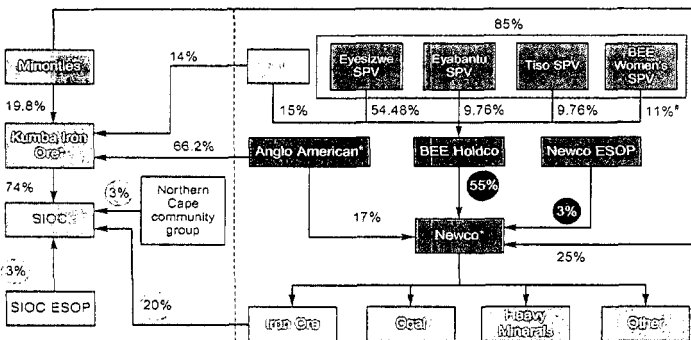 85%
Minorities
14%
Eyesizwe
SPV
Eyabantu
SPV
Tiso SPV
BEE
Women's
SPV
19.8%
15%
54.48%
9.76%
9.76%
11%
Kumba Iron
Ore
66.2%
Anglo American*
BEE Holdco
Newco ESOP
74%
3%
Northern
Cape
community
group
55%
3%
SIOC
17%
Newco*
25%
3%
SIOC ESOP
20%
Iron Ore
Coal
Heavy
Minerals
Other